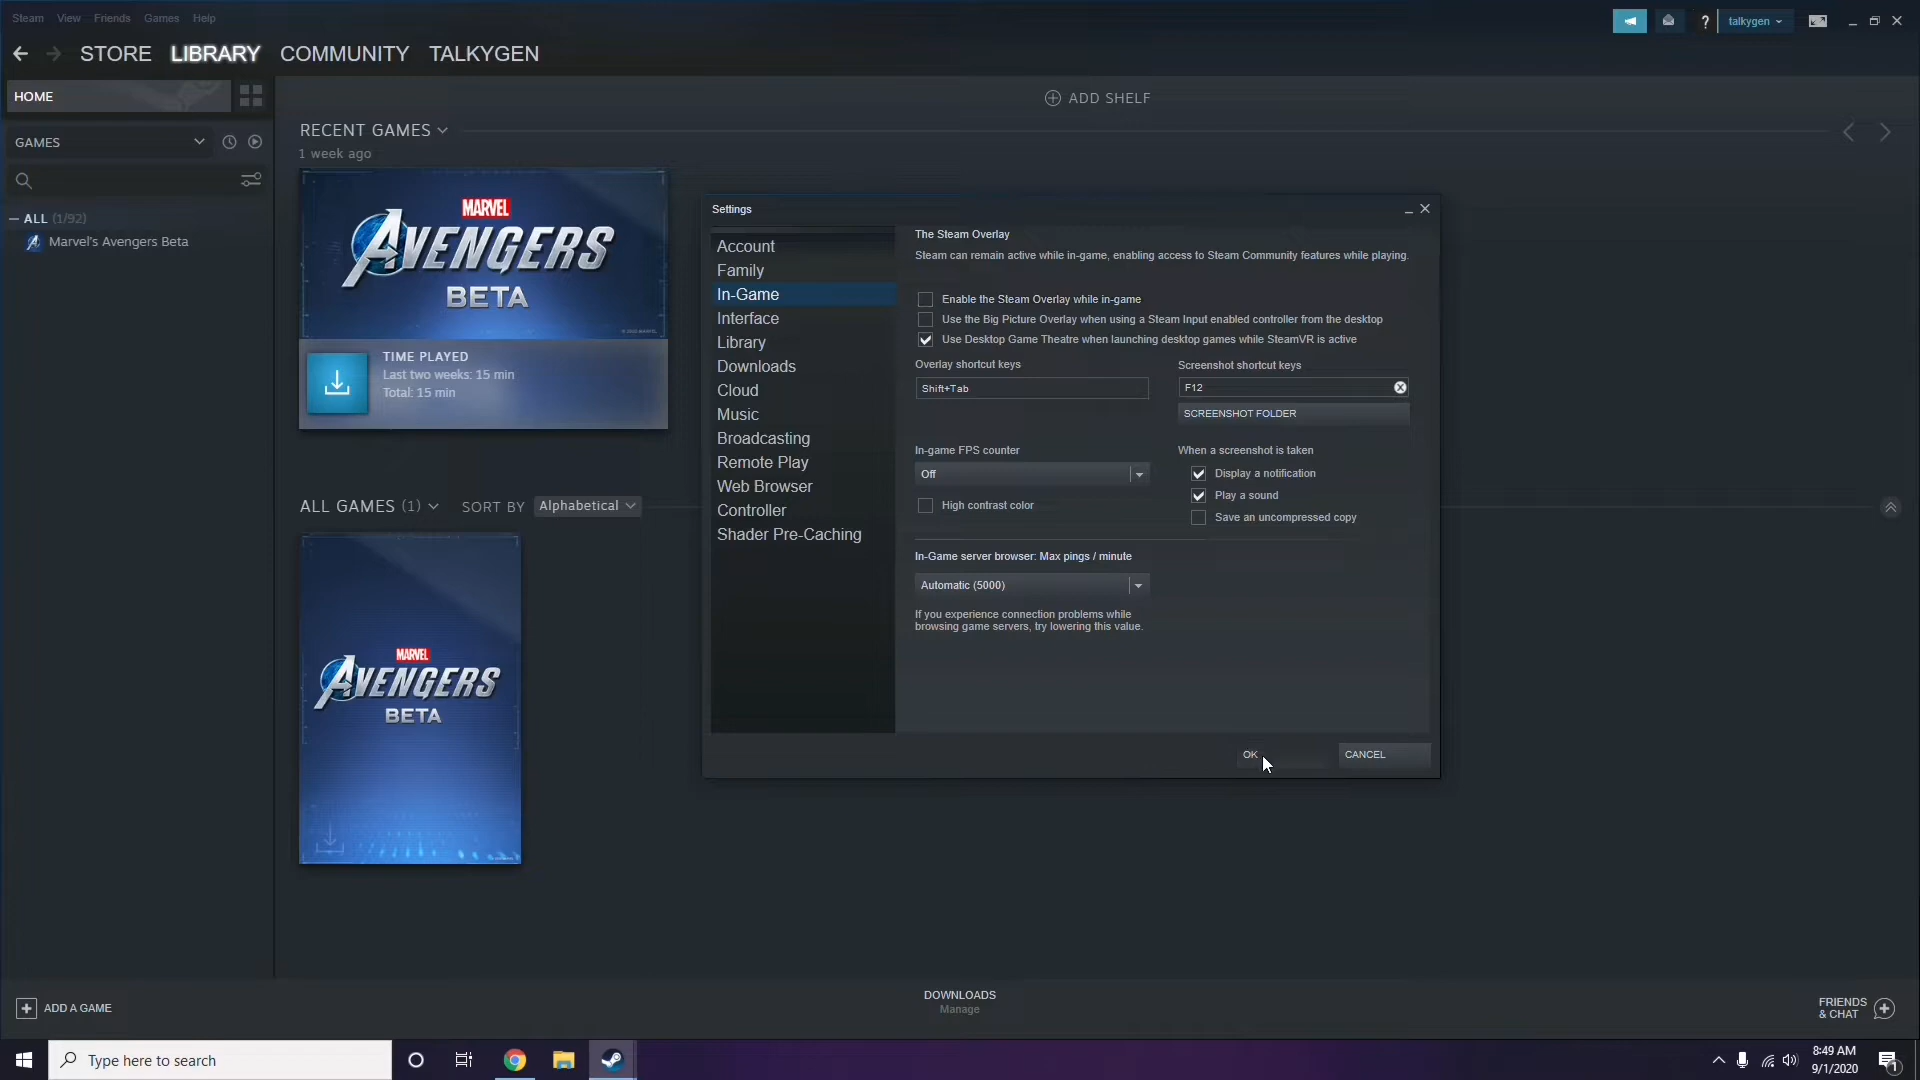 Steam View Friends Games Help
? talkygen
STORE LIBRARY COMMUNITY TALKYGEN
HOME
ADD SHELF
GAMES
RECENT GAMES
1 week ago
ALL (1/92)
Marvel's Avengers Beta
MARVEL
AVENGERS
BETA
TIME PLAYED
Last two weeks: 15 min
Total: 15 min
ALL GAMES (1) SORT BY Alphabetical
MARVEL
AVENGERS
BETA
Settings
Account
Family
In-Game
Interface
Library
Downloads
Cloud
Music
Broadcasting
Remote Play
Web Browser
Controller
Shader Pre-Caching
The Steam Overlay
Steam can remain active while in-game, enabling access to Steam Community features while playing.
Enable the Steam Overlay while in-game
Use the Big Picture Overlay when using a Steam Input enabled controller from the desktop
Use Desktop Game Theatre when launching desktop games while SteamVR is active
Overlay shortcut keys
Shift+Tab
Screenshot shortcut keys
F12
SCREENSHOT FOLDER
In-game FPS counter
Off
High contrast color
When a screenshot is taken
Display a notification
Play a sound
Save an uncompressed copy
In-Game server browser: Max pings / minute
Automatic (5000)
If you experience connection problems while
browsing game servers, try lowering this value.
OK CANCEL
ADD A GAME
DOWNLOADS
Manage
FRIENDS
& CHAT
Type here to search
8:49 AM
9/1/2020
1